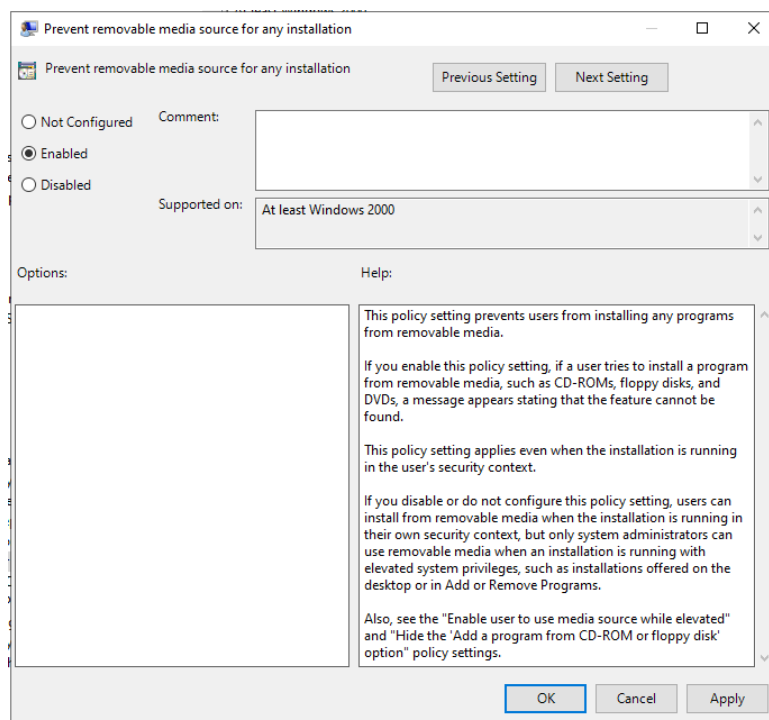 Prevent removable media source for any installation
Prevent removable media source for any installation
Previous Setting
Next Setting
Not Configured
Comment:
Enabled
Disabled
Supported on:
At least Windows 2000
Options:
Help:
This policy setting prevents users from installing any programs
from removable media.
If you enable this policy setting, if a user tries to install a program
from removable media, such as CD-ROMs, floppy disks, and
DVDs, a message appears stating that the feature cannot be
found.
This policy setting applies even when the installation is running
in the user's security context.
If you disable or do not configure this policy setting, users can
install from removable media when the installation is running in
their own security context, but only system administrators can
use removable media when an installation is running with
elevated system privileges, such as installations offered on the
desktop or in Add or Remove Programs.
Also, see the "Enable user to use media source while elevated"
and "Hide the 'Add a program from CD-ROM or floppy disk'
option" policy settings.
OK
Cancel
Apply